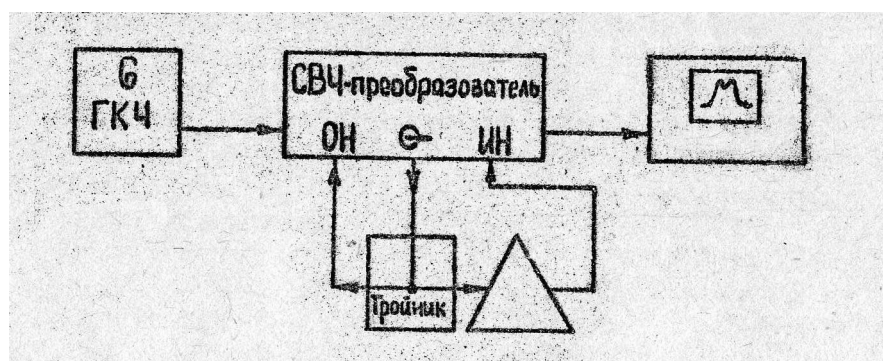 G
ГКЧ
СВЧ-преобразователь
ОН
ИН
Тройник